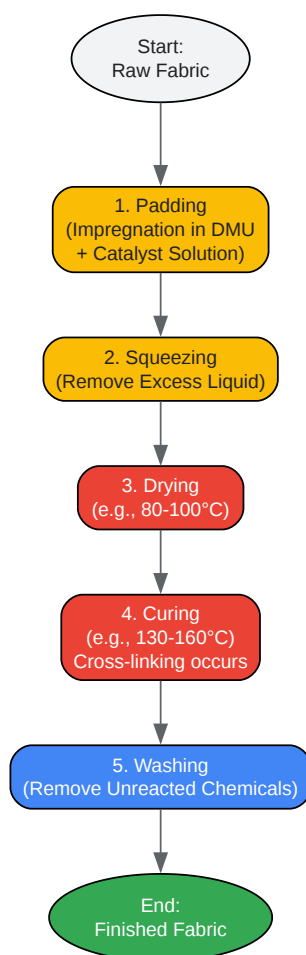 Start:
Raw Fabric
1. Padding
(Impregnation in DMU
+ Catalyst Solution)
2. Squeezing
(Remove Excess Liquid)
3. Drying
(e.g., 80-100°C)
4. Curing
(e.g., 130-160°C)
Cross-linking occurs
5. Washing
(Remove Unreacted Chemicals)
End:
Finished Fabric